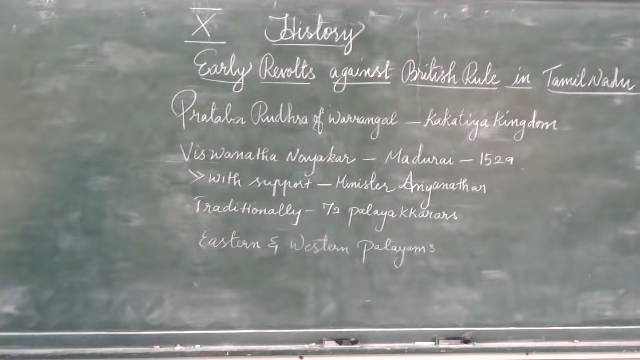 X History
Early Revolts against British Rule in Tamil Nadu
Prataba Rudhra of Warrangal – Kakatiya Kingdom
Viswanatha Nayakar – Madurai – 1529
>> with support – Minister Ariyanathar
Traditionally – 72 palayakkarars
Eastern & Western Palayams